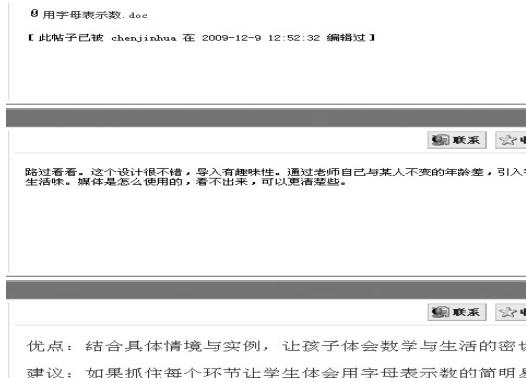 用字母表示数.doc
【此帖子已被 chenjinhua 在 2009-12-9 12:52:32 编辑过】
联系
路过看看。这个设计很不错，导入有趣味性。通过老师自己与某人不变的年龄差，引入
生活味。媒体是怎么使用的，看不出来，可以更清楚些。
联系
优点：结合具体情境与实例，让孩子体会数学与生活的密切
建议：如果抓住每个环节让学生体会用字母表示数的简明